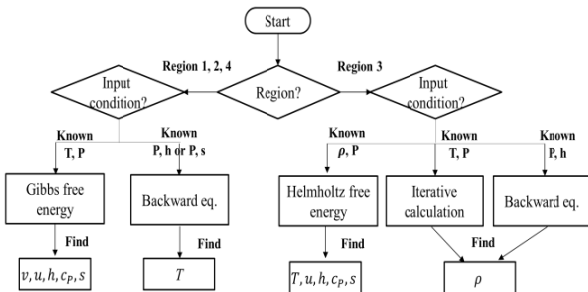 Start
Region 1, 2, 4
Region 3
Input
condition?
Region?
Input
condition?
Known
T, P
Known
P, h or P, s
Known
ρ, P
Known
T, P
Known
P, h
Gibbs free
energy
Backward eq.
Helmholtz free
energy
Iterative
calculation
Backward eq.
Find
Find
Find
Find
v, u, h, c_P, s
T
T, u, h, c_P, s
ρ